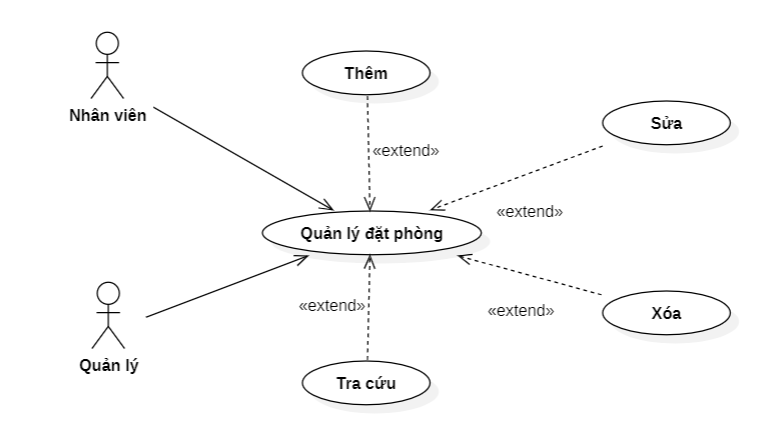 Thêm
Nhân viên
Sửa
«extend»
«extend»
Quản lý đặt phòng
«extend»
«extend»
Xóa
Quản lý
Tra cứu